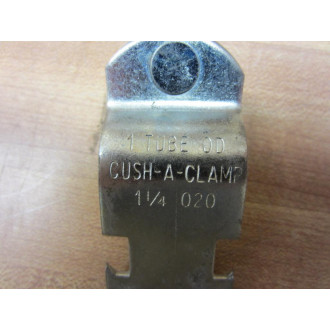 1 TUBE OD
CUSH-A-CLAMP
1¼ 020